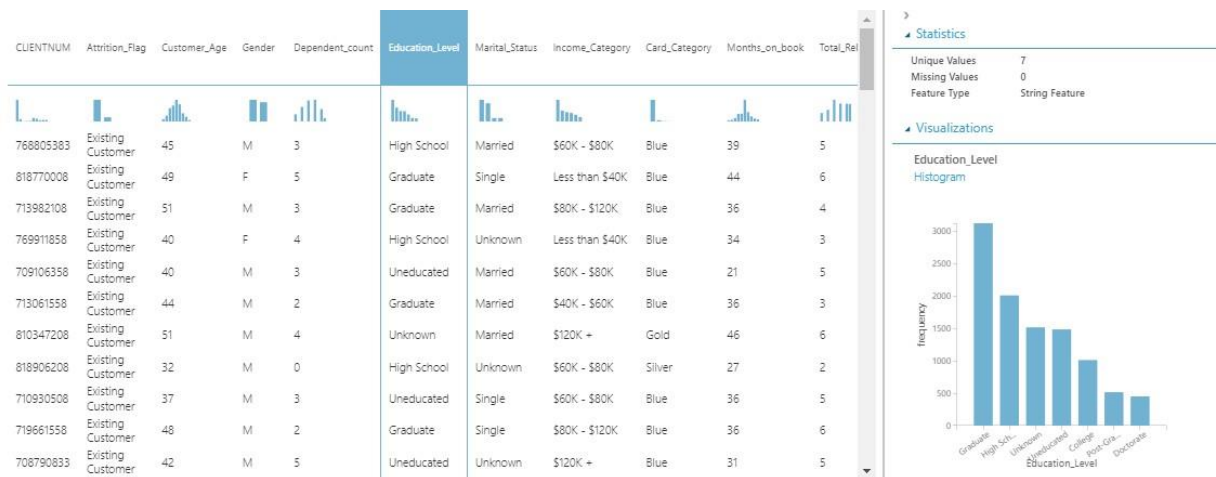 CLIENTNUM Attrition_Flag Customer_Age Gender Dependent_count Education_Level Marital_Status Income_Category Card_Category Months_on_book Total_Rel
768805383 Existing Customer 45 M 3 High School Married $60K - $80K Blue 39 5
818770008 Existing Customer 49 F 5 Graduate Single Less than $40K Blue 44 6
713982108 Existing Customer 51 M 3 Graduate Married $80K - $120K Blue 36 4
769911858 Existing Customer 40 F 4 High School Unknown Less than $40K Blue 34 3
709106358 Existing Customer 40 M 3 Uneducated Married $60K - $80K Blue 21 5
713061558 Existing Customer 44 M 2 Graduate Married $40K - $60K Blue 36 3
810347208 Existing Customer 51 M 4 Unknown Married $120K + Gold 46 6
818906208 Existing Customer 32 M 0 High School Unknown $60K - $80K Silver 27 2
710930508 Existing Customer 37 M 3 Uneducated Single $60K - $80K Blue 36 5
719661558 Existing Customer 48 M 2 Graduate Single $80K - $120K Blue 36 6
708790833 Existing Customer 42 M 5 Uneducated Unknown $120K + Blue 31 5
Statistics
Unique Values 7
Missing Values 0
Feature Type String Feature
Visualizations
Education_Level
Histogram
3000
2500
2000
1500
1000
500
0
frequency
Graduate High Sch... Unknown Uneducated College Post-Gra... Doctorate
Education_Level